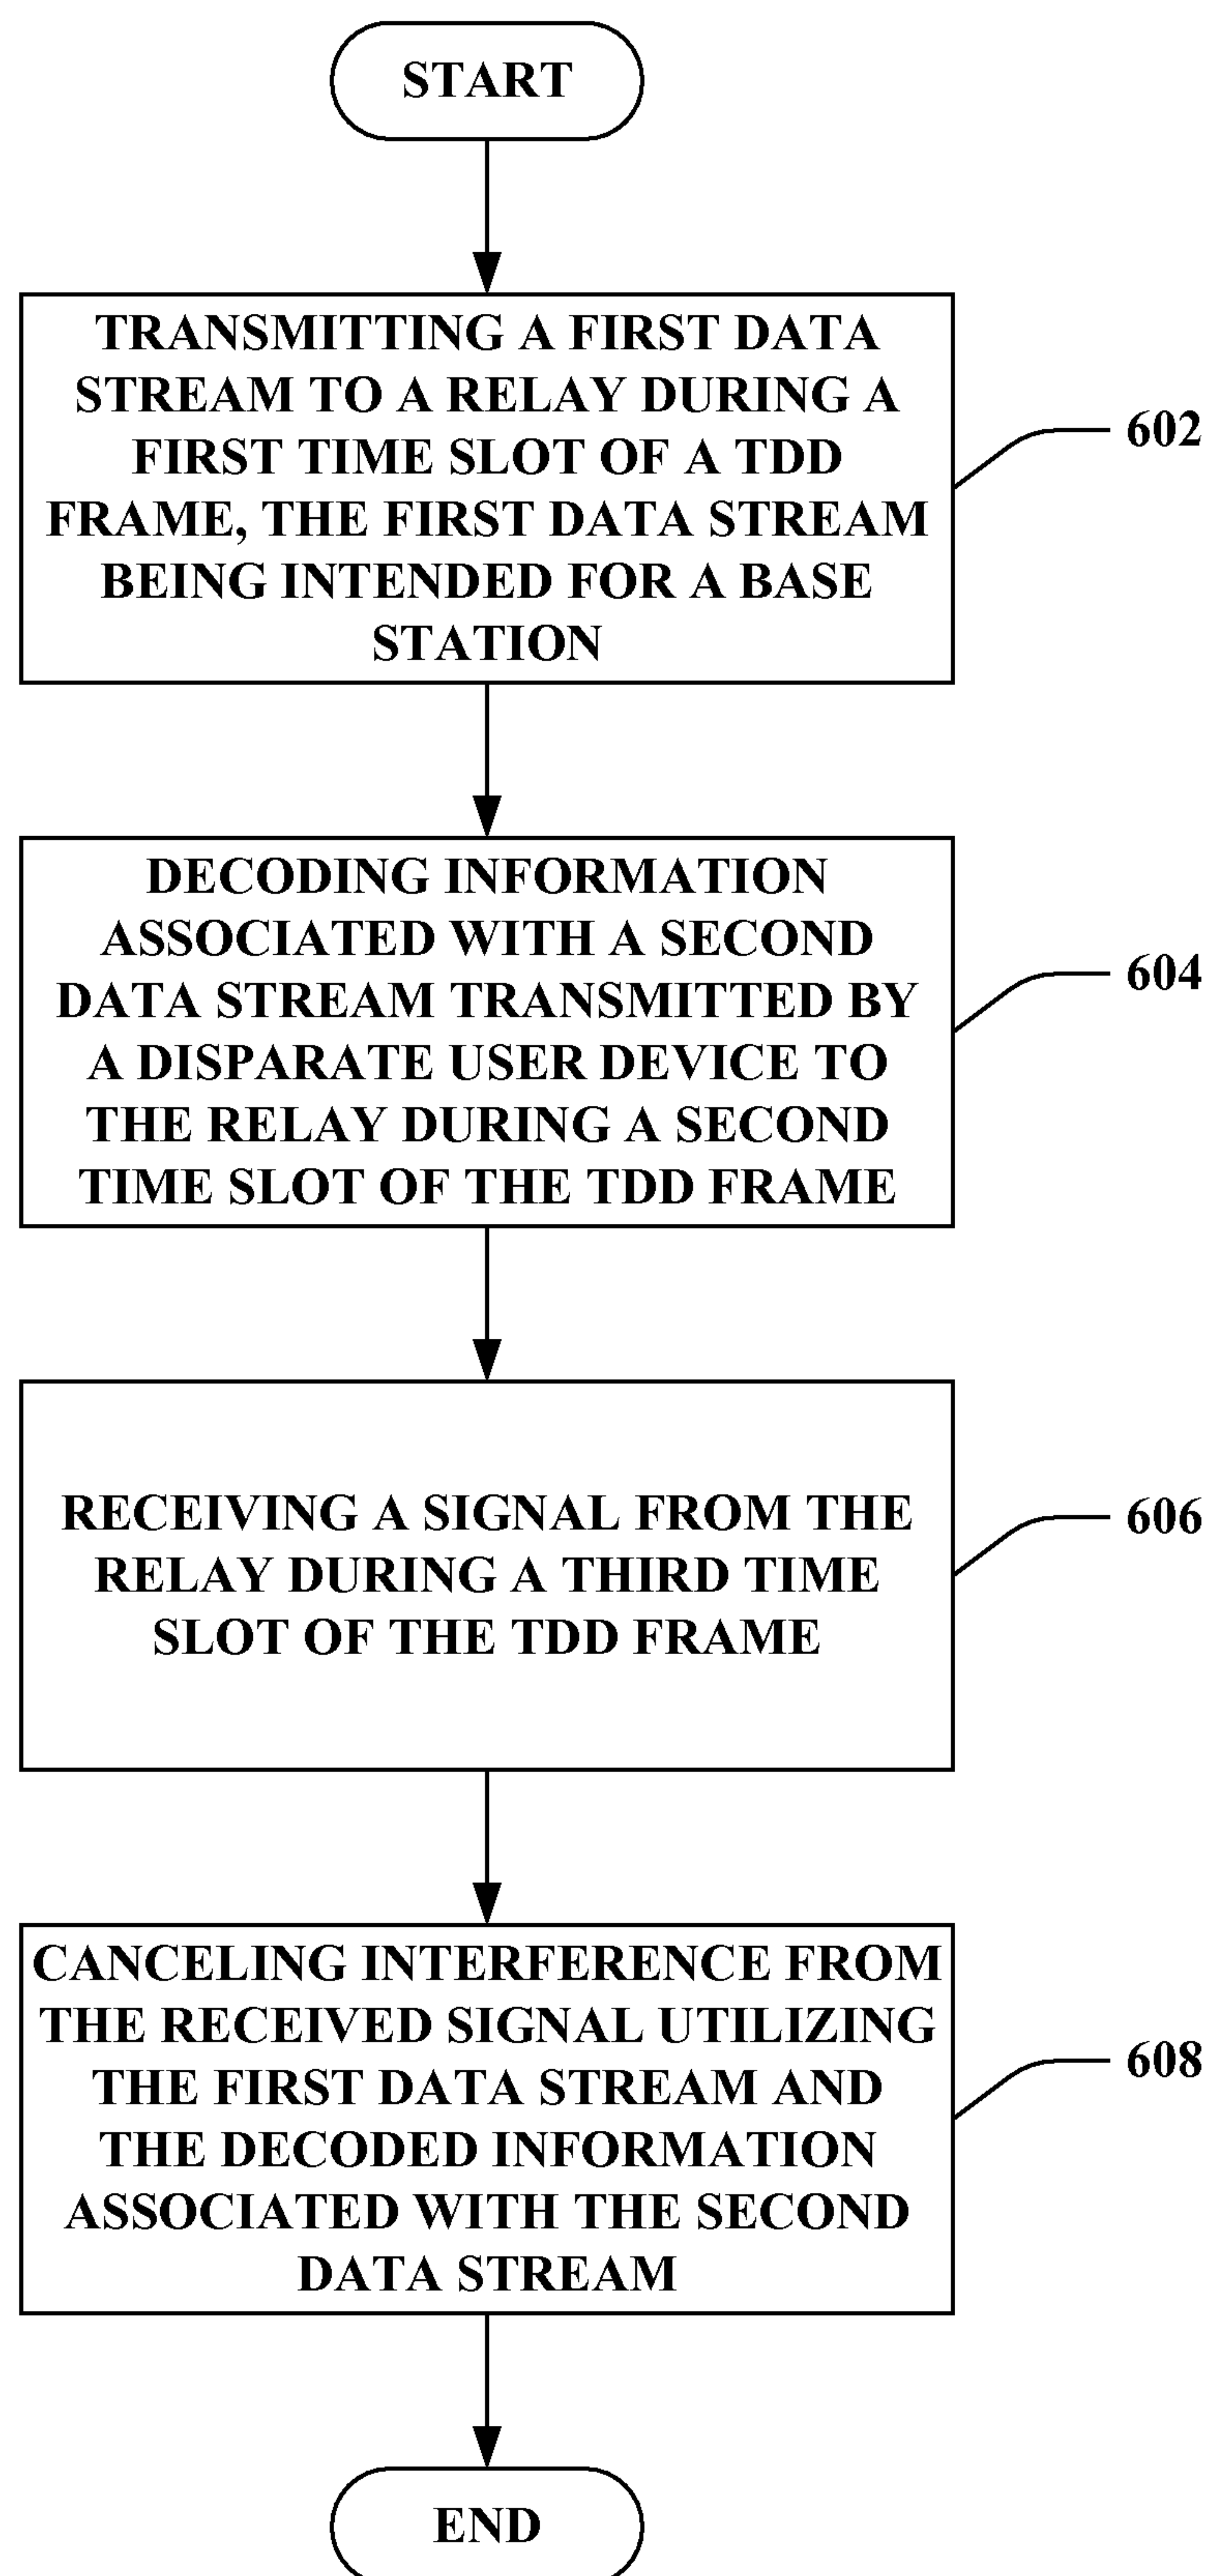 START
TRANSMITTING A FIRST DATA
STREAM TO A RELAY DURING A
FIRST TIME SLOT OF A TDD
FRAME, THE FIRST DATA STREAM
BEING INTENDED FOR A BASE
STATION
602
DECODING INFORMATION
ASSOCIATED WITH A SECOND
DATA STREAM TRANSMITTED BY
A DISPARATE USER DEVICE TO
THE RELAY DURING A SECOND
TIME SLOT OF THE TDD FRAME
604
RECEIVING A SIGNAL FROM THE
RELAY DURING A THIRD TIME
SLOT OF THE TDD FRAME
606
CANCELING INTERFERENCE FROM
THE RECEIVED SIGNAL UTILIZING
THE FIRST DATA STREAM AND
THE DECODED INFORMATION
ASSOCIATED WITH THE SECOND
DATA STREAM
608
END